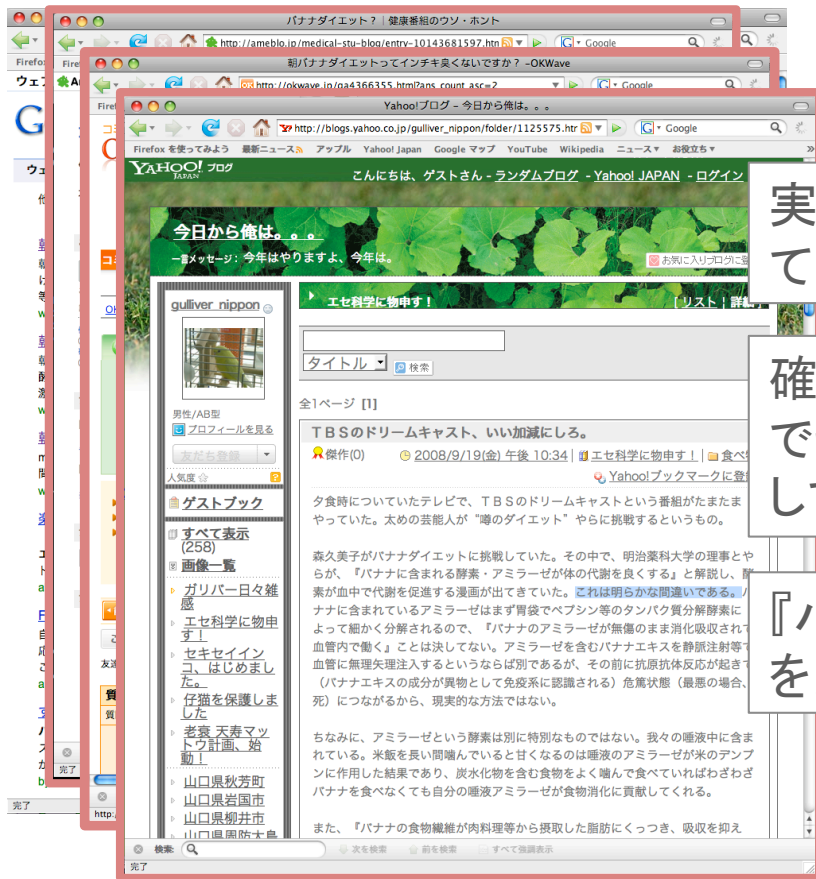 バナナダイエット？｜健康番組のウソ・ホント
http://ameblo.jp/medical-stu-blog/entry-10143681597.htn
Google
朝バナナダイエットってインチキ臭くないですか？ -OKWave
http://okwave.jp/qa4366355.html?ans_count_asc=2
Google
Yahoo!ブログ - 今日から俺は。。。
http://blogs.yahoo.co.jp/gulliver_nippon/folder/1125575.htr
Google
Firefox を使ってみよう 最新ニュース アップル Yahoo! Japan Google マップ YouTube Wikipedia ニュース▼ お役立ち▼
YAHOO! ブログ
JAPAN
こんにちは、ゲストさん - ランダムブログ - Yahoo! JAPAN - ログイン
今日から俺は。。。
一言メッセージ: 今年はやりますよ、今年は。
お気に入りブログに登
gulliver_nippon
エセ科学に物申す！
[ リスト | 詳細
タイトル
検索
男性/AB型
プロフィールを見る
友だち登録
人気度
ゲストブック
すべて表示
(258)
画像一覧
ガリバー日々雑
感
エセ科学に物申
す！
セキセイイン
コ、はじめまし
た。
仔猫を保護しま
した
老衰 天寿マッ
トウ計画、始
動！
山口県秋芳町
山口県岩国市
山口県柳井市
山口県周防大島
全1ページ [1]
ＴＢＳのドリームキャスト、いい加減にしろ。
傑作(0)
2008/9/19(金) 午後 10:34
エセ科学に物申す！
食べ
Yahoo!ブックマークに登
夕食時についていたテレビで、ＴＢＳのドリームキャストという番組がたまたま
やっていた。太めの芸能人が“噂のダイエット”やらに挑戦するというもの。
森久美子がバナナダイエットに挑戦していた。その中で、明治薬科大学の理事とや
らが、『バナナに含まれる酵素・アミラーゼが体の代謝を良くする』と解説し、酵
素が血中で代謝を促進する漫画が出てきていた。これは明らかな間違いである。バ
ナナに含まれているアミラーゼはまず胃袋でペプシン等のタンパク質分解酵素に
よって細かく分解されるので、『バナナのアミラーゼが無傷のまま消化吸収されて
血管内で働く』ことは決してない。アミラーゼを含むバナナエキスを静脈注射等で
血管に無理矢理注入するというならば別であるが、その前に抗原抗体反応が起きて
（バナナエキスの成分が異物として免疫系に認識される）危篤状態（最悪の場合、
死）につながるから、現実的な方法ではない。
ちなみに、アミラーゼという酵素は別に特別なものではない。我々の唾液中に含ま
れている。米飯を長い間噛んでいると甘くなるのは唾液のアミラーゼが米のデンプ
ンに作用した結果であり、炭水化物を含む食物をよく噛んで食べていればわざわざ
バナナを食べなくても自分の唾液アミラーゼが食物消化に貢献してくれる。
また、『バナナの食物繊維が肉料理等から摂取した脂肪にくっつき、吸収を抑え
検索:
次を検索 前を検索 すべて強調表示
完了
完了
完了
http:/
実
て
確
で
して
『バ
を